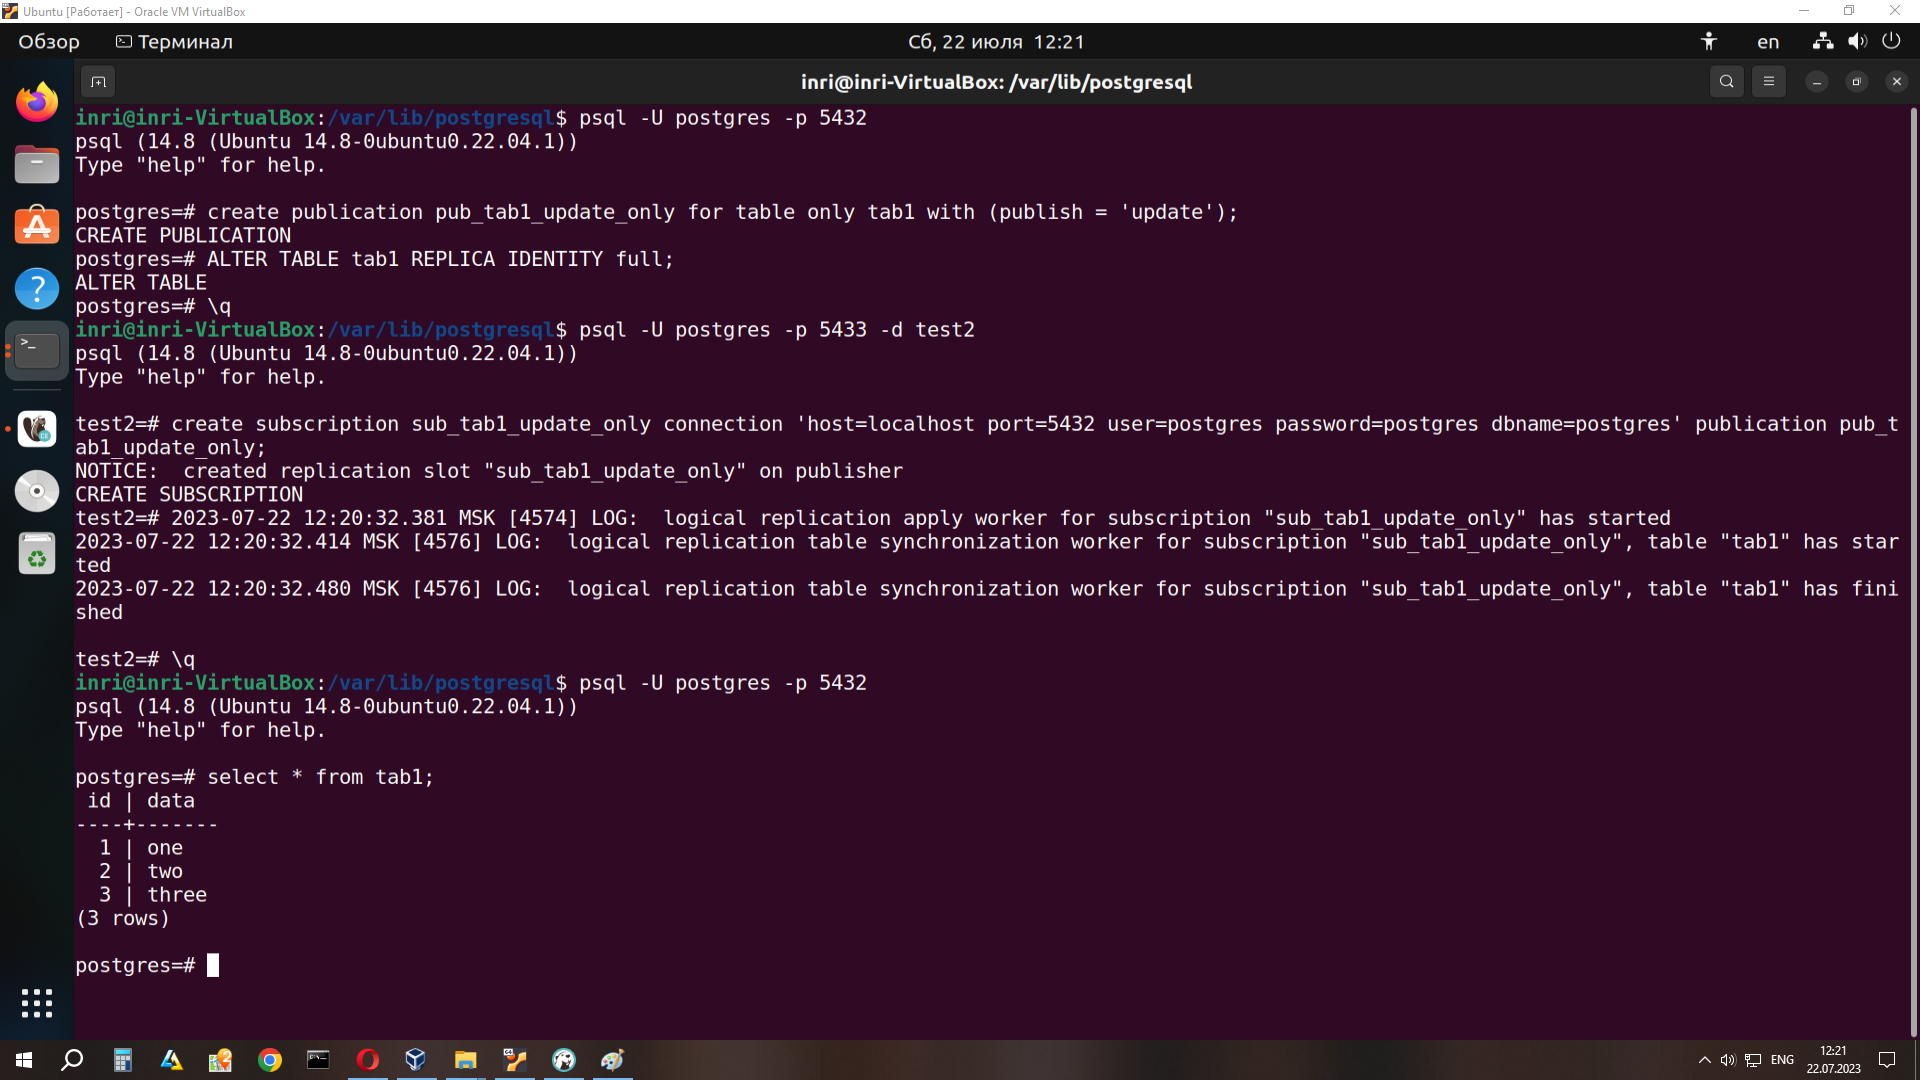 Ubuntu [Работает] - Oracle VM VirtualBox
Обзор
Терминал
Сб, 22 июля 12:21
en
inri@inri-VirtualBox: /var/lib/postgresql
inri@inri-VirtualBox:/var/lib/postgresql$ psql -U postgres -p 5432
psql (14.8 (Ubuntu 14.8-0ubuntu0.22.04.1))
Type "help" for help.
postgres=# create publication pub_tab1_update_only for table only tab1 with (publish = 'update');
CREATE PUBLICATION
postgres=# ALTER TABLE tab1 REPLICA IDENTITY full;
ALTER TABLE
postgres=# \q
inri@inri-VirtualBox:/var/lib/postgresql$ psql -U postgres -p 5433 -d test2
psql (14.8 (Ubuntu 14.8-0ubuntu0.22.04.1))
Type "help" for help.
test2=# create subscription sub_tab1_update_only connection 'host=localhost port=5432 user=postgres password=postgres dbname=postgres' publication pub_t
ab1_update_only;
NOTICE:  created replication slot "sub_tab1_update_only" on publisher
CREATE SUBSCRIPTION
test2=# 2023-07-22 12:20:32.381 MSK [4574] LOG:  logical replication apply worker for subscription "sub_tab1_update_only" has started
2023-07-22 12:20:32.414 MSK [4576] LOG:  logical replication table synchronization worker for subscription "sub_tab1_update_only", table "tab1" has star
ted
2023-07-22 12:20:32.480 MSK [4576] LOG:  logical replication table synchronization worker for subscription "sub_tab1_update_only", table "tab1" has fini
shed
test2=# \q
inri@inri-VirtualBox:/var/lib/postgresql$ psql -U postgres -p 5432
psql (14.8 (Ubuntu 14.8-0ubuntu0.22.04.1))
Type "help" for help.
postgres=# select * from tab1;
 id | data
----+-------
  1 | one
  2 | two
  3 | three
(3 rows)
postgres=#
ENG
12:21
22.07.2023